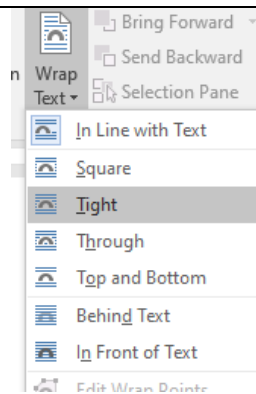 Bring Forward
Send Backward
n Wrap
Text Selection Pane
In Line with Text
Square
Tight
Through
Top and Bottom
Behind Text
In Front of Text
Edit Wrap Points